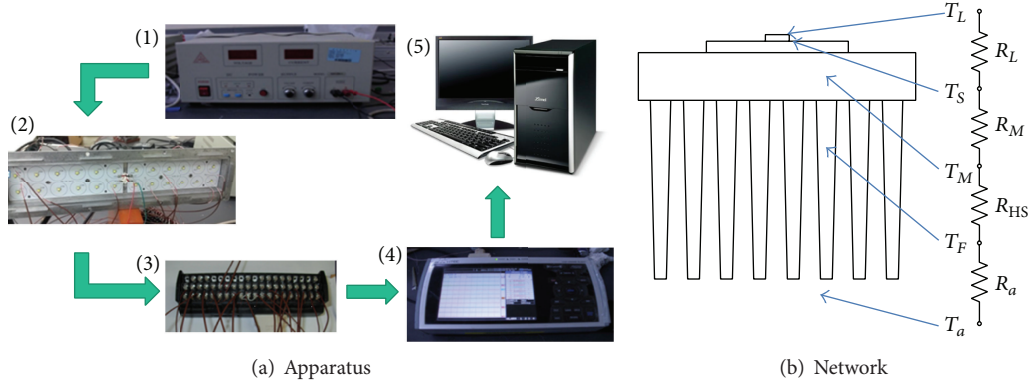 (1)
(2)
(3)
(4)
(5)
(a) Apparatus
T_L
T_S
T_M
T_F
T_a
R_L
R_M
R_HS
R_a
(b) Network